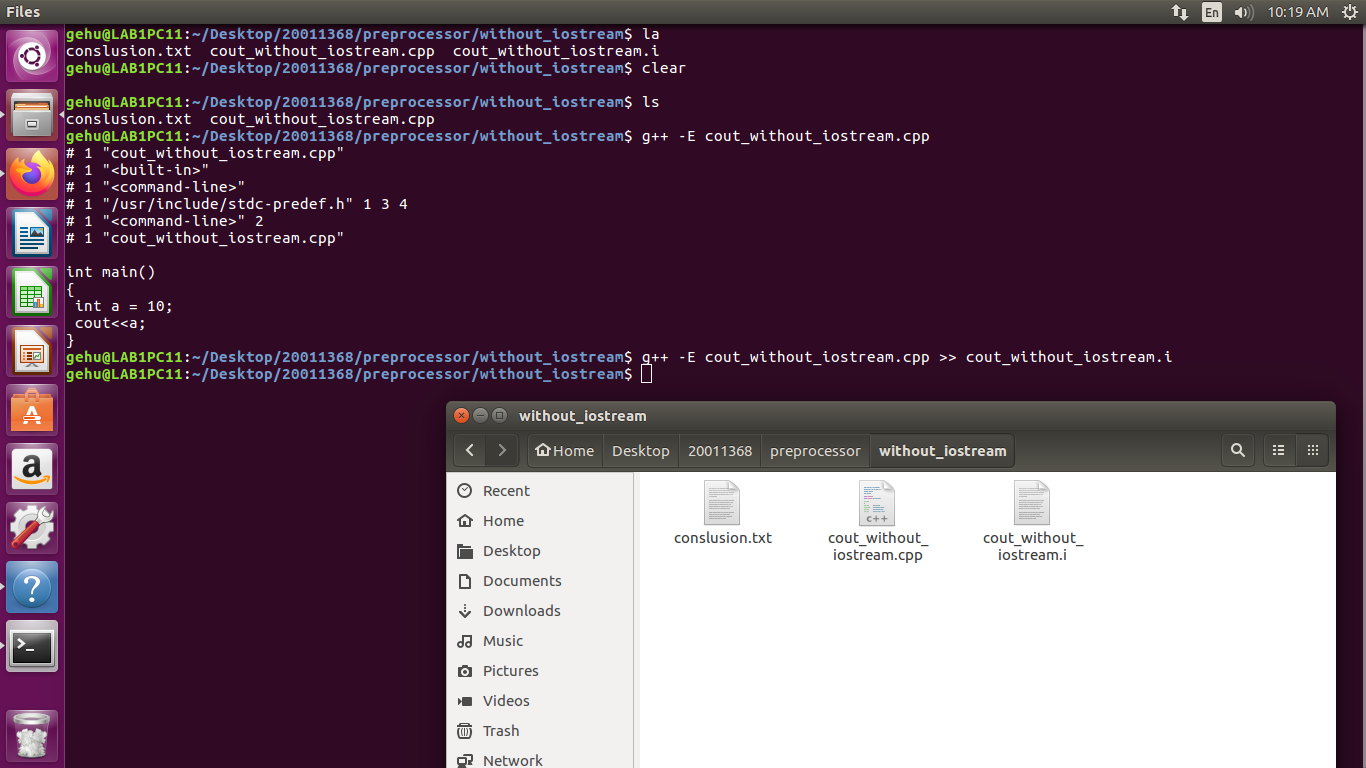 Files
En
10:19 AM
gehu@LAB1PC11:~/Desktop/20011368/preprocessor/without_iostream$ la
conslusion.txt  cout_without_iostream.cpp  cout_without_iostream.i
gehu@LAB1PC11:~/Desktop/20011368/preprocessor/without_iostream$ clear
gehu@LAB1PC11:~/Desktop/20011368/preprocessor/without_iostream$ ls
conslusion.txt  cout_without_iostream.cpp
gehu@LAB1PC11:~/Desktop/20011368/preprocessor/without_iostream$ g++ -E cout_without_iostream.cpp
# 1 "cout_without_iostream.cpp"
# 1 "<built-in>"
# 1 "<command-line>"
# 1 "/usr/include/stdc-predef.h" 1 3 4
# 1 "<command-line>" 2
# 1 "cout_without_iostream.cpp"
int main()
{
 int a = 10;
 cout<<a;
}
gehu@LAB1PC11:~/Desktop/20011368/preprocessor/without_iostream$ g++ -E cout_without_iostream.cpp >> cout_without_iostream.i
gehu@LAB1PC11:~/Desktop/20011368/preprocessor/without_iostream$
without_iostream
Home
Desktop
20011368
preprocessor
without_iostream
Recent
Home
Desktop
Documents
Downloads
Music
Pictures
Videos
Trash
Network
conslusion.txt
c++
cout_without_
iostream.cpp
cout_without_
iostream.i